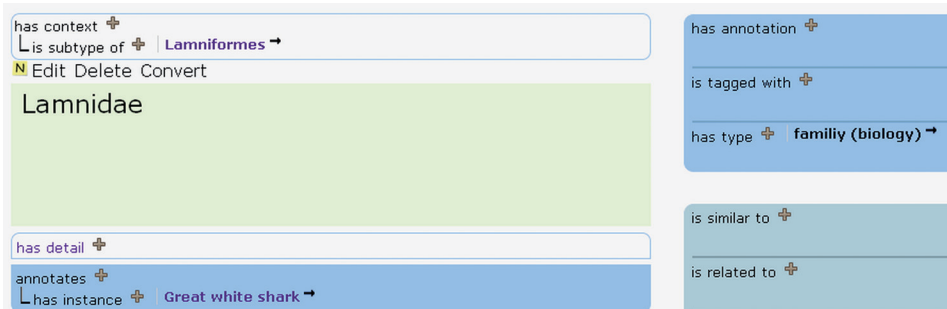 has context
is subtype of Lamniformes
N Edit Delete Convert
Lamnidae
has detail
annotates
has instance Great white shark
has annotation
is tagged with
has type familiy (biology)
is similar to
is related to